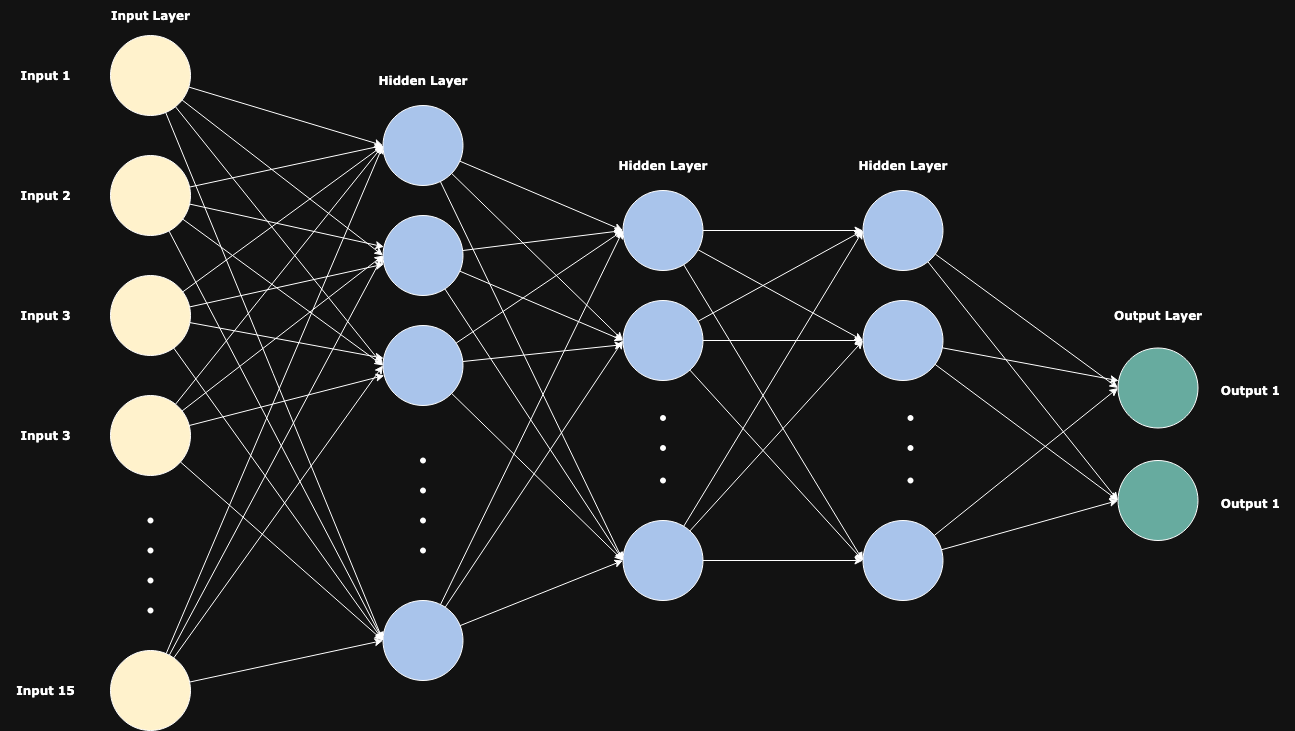 Input Layer
Input 1
Hidden Layer
Hidden Layer
Hidden Layer
Input 2
Input 3
Output Layer
Output 1
Input 3
Output 1
Input 15